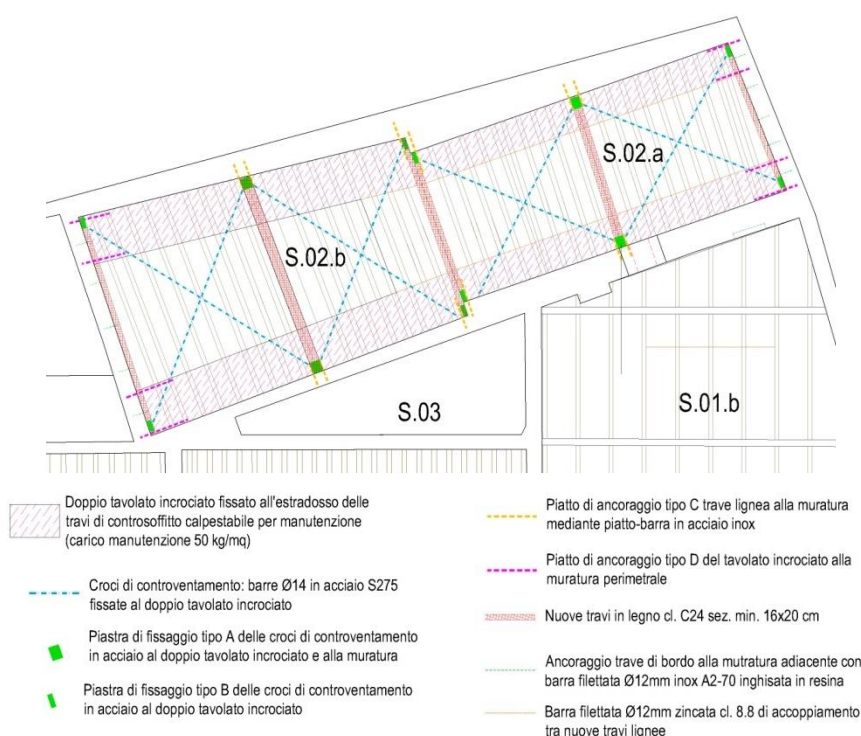 S.02.a
S.02.b
S.01.b
S.03
Doppio tavolato incrociato fissato all'estradosso delle
travi di controsoffitto calpestabile per manutenzione
(carico manutenzione 50 kg/mq)
Croci di controventamento: barre Ø14 in acciaio S275
fissate al doppio tavolato incrociato
Piastra di fissaggio tipo A delle croci di controventamento
in acciaio al doppio tavolato incrociato e alla muratura
Piastra di fissaggio tipo B delle croci di controventamento
in acciaio al doppio tavolato incrociato
Piatto di ancoraggio tipo C trave lignea alla muratura
mediante piatto-barra in acciaio inox
Piatto di ancoraggio tipo D del tavolato incrociato alla
muratura perimetrale
Nuove travi in legno cl. C24 sez. min. 16x20 cm
Ancoraggio trave di bordo alla mutratura adiacente con
barra filettata Ø12mm inox A2-70 inghisata in resina
Barra filettata Ø12mm zincata cl. 8.8 di accoppiamento
tra nuove travi lignee